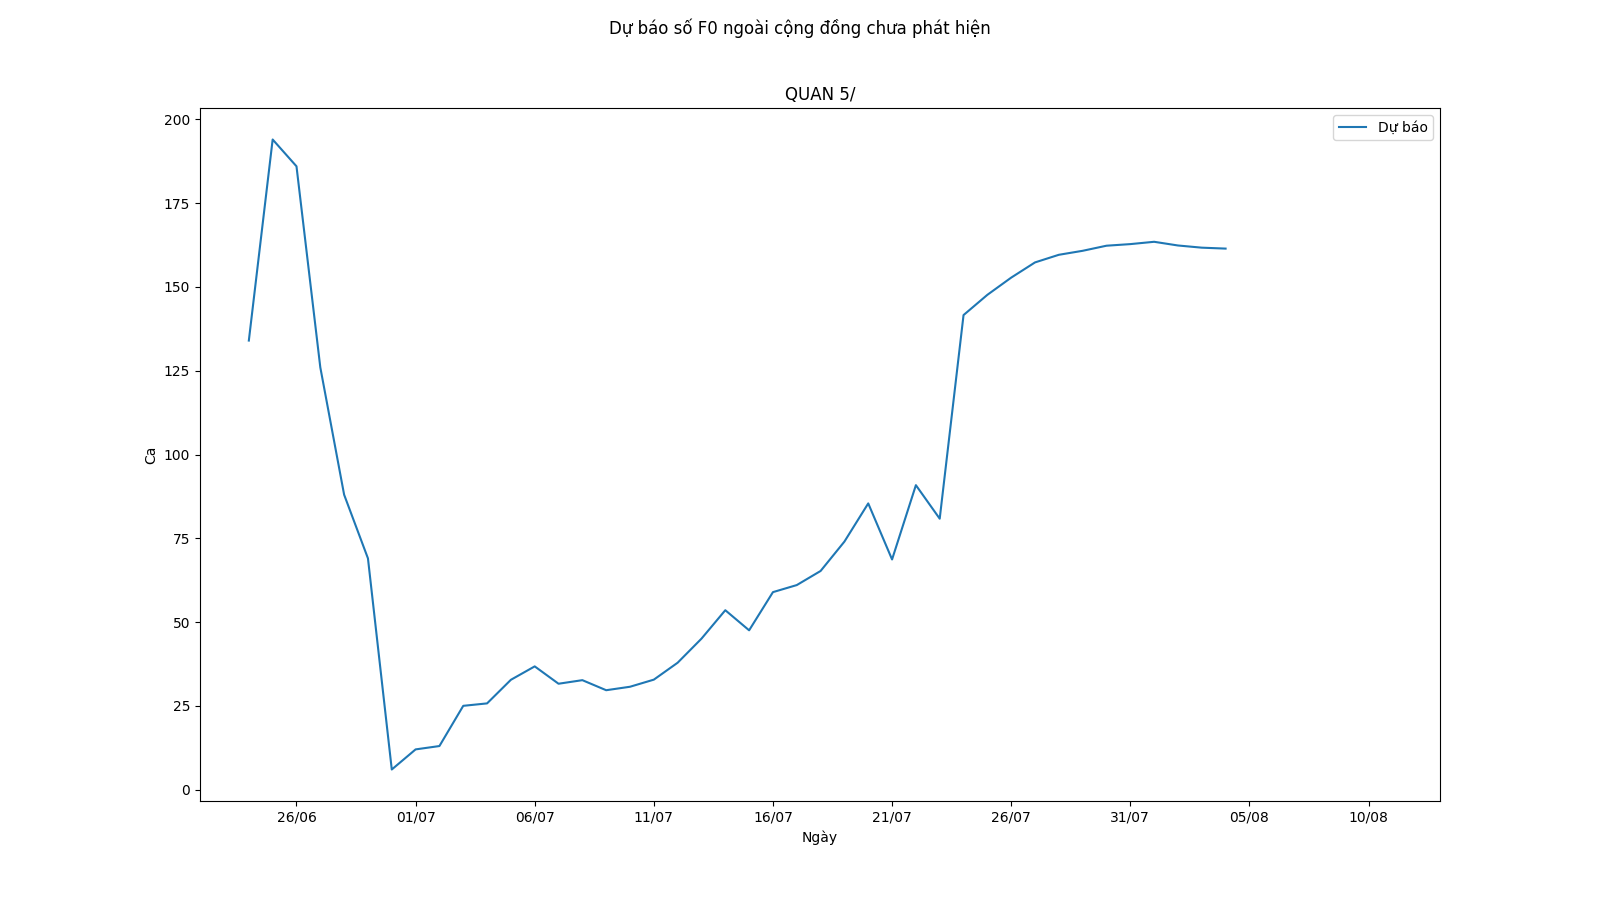 Dự báo số F0 ngoài cộng đồng chưa phát hiện
QUAN 5/
Dự báo
200
175
150
125
100
75
50
25
0
Ca
26/06 01/07 06/07 11/07 16/07 21/07 26/07 31/07 05/08 10/08
Ngày